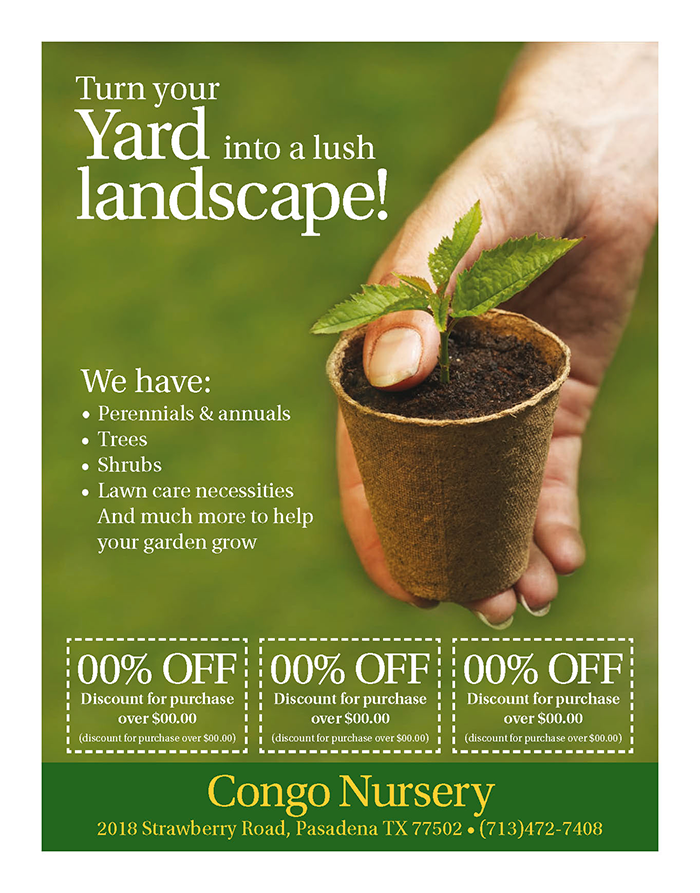 Turn your
Yard into a lush
landscape!
We have:
• Perennials & annuals
• Trees
• Shrubs
• Lawn care necessities
And much more to help
your garden grow
00% OFF
Discount for purchase
over $00.00
(discount for purchase over $00.00)
00% OFF
Discount for purchase
over $00.00
(discount for purchase over $00.00)
00% OFF
Discount for purchase
over $00.00
(discount for purchase over $00.00)
Congo Nursery
2018 Strawberry Road, Pasadena TX 77502 • (713)472-7408